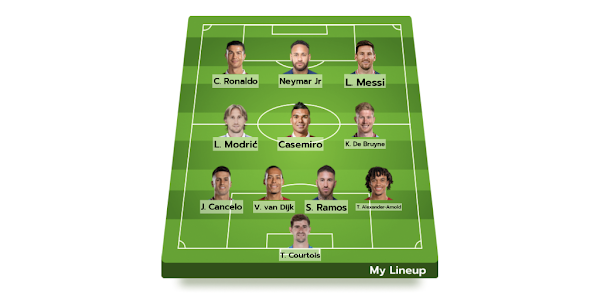 C. Ronaldo
Neymar Jr
L. Messi
L. Modrić
Casemiro
K. De Bruyne
J. Cancelo
V. van Dijk
S. Ramos
T. Alexander-Arnold
T. Courtois
My Lineup